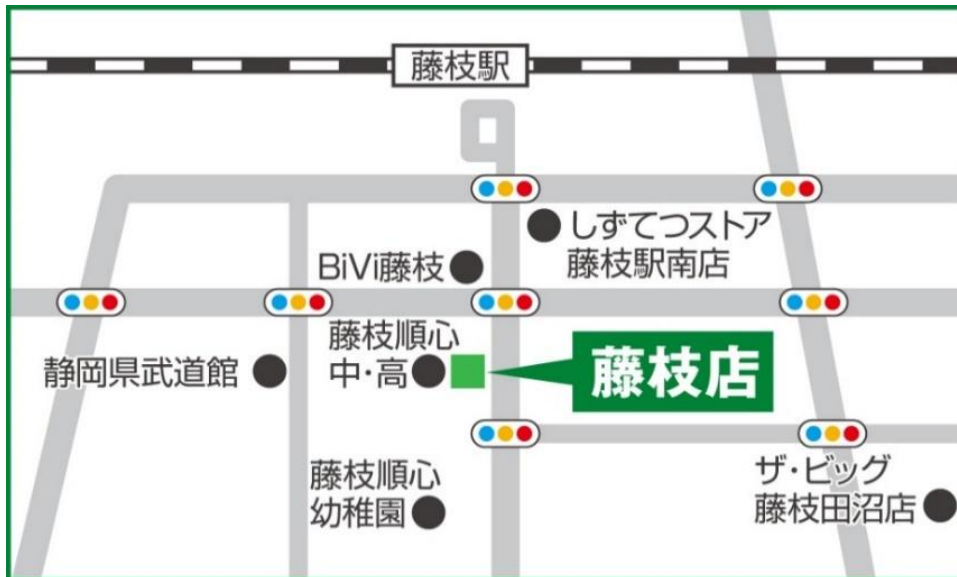 藤枝駅
しずてつストア
藤枝駅南店
BiVi藤枝
藤枝順心
中・高
藤枝店
静岡県武道館
藤枝順心
幼稚園
ザ・ビッグ
藤枝田沼店